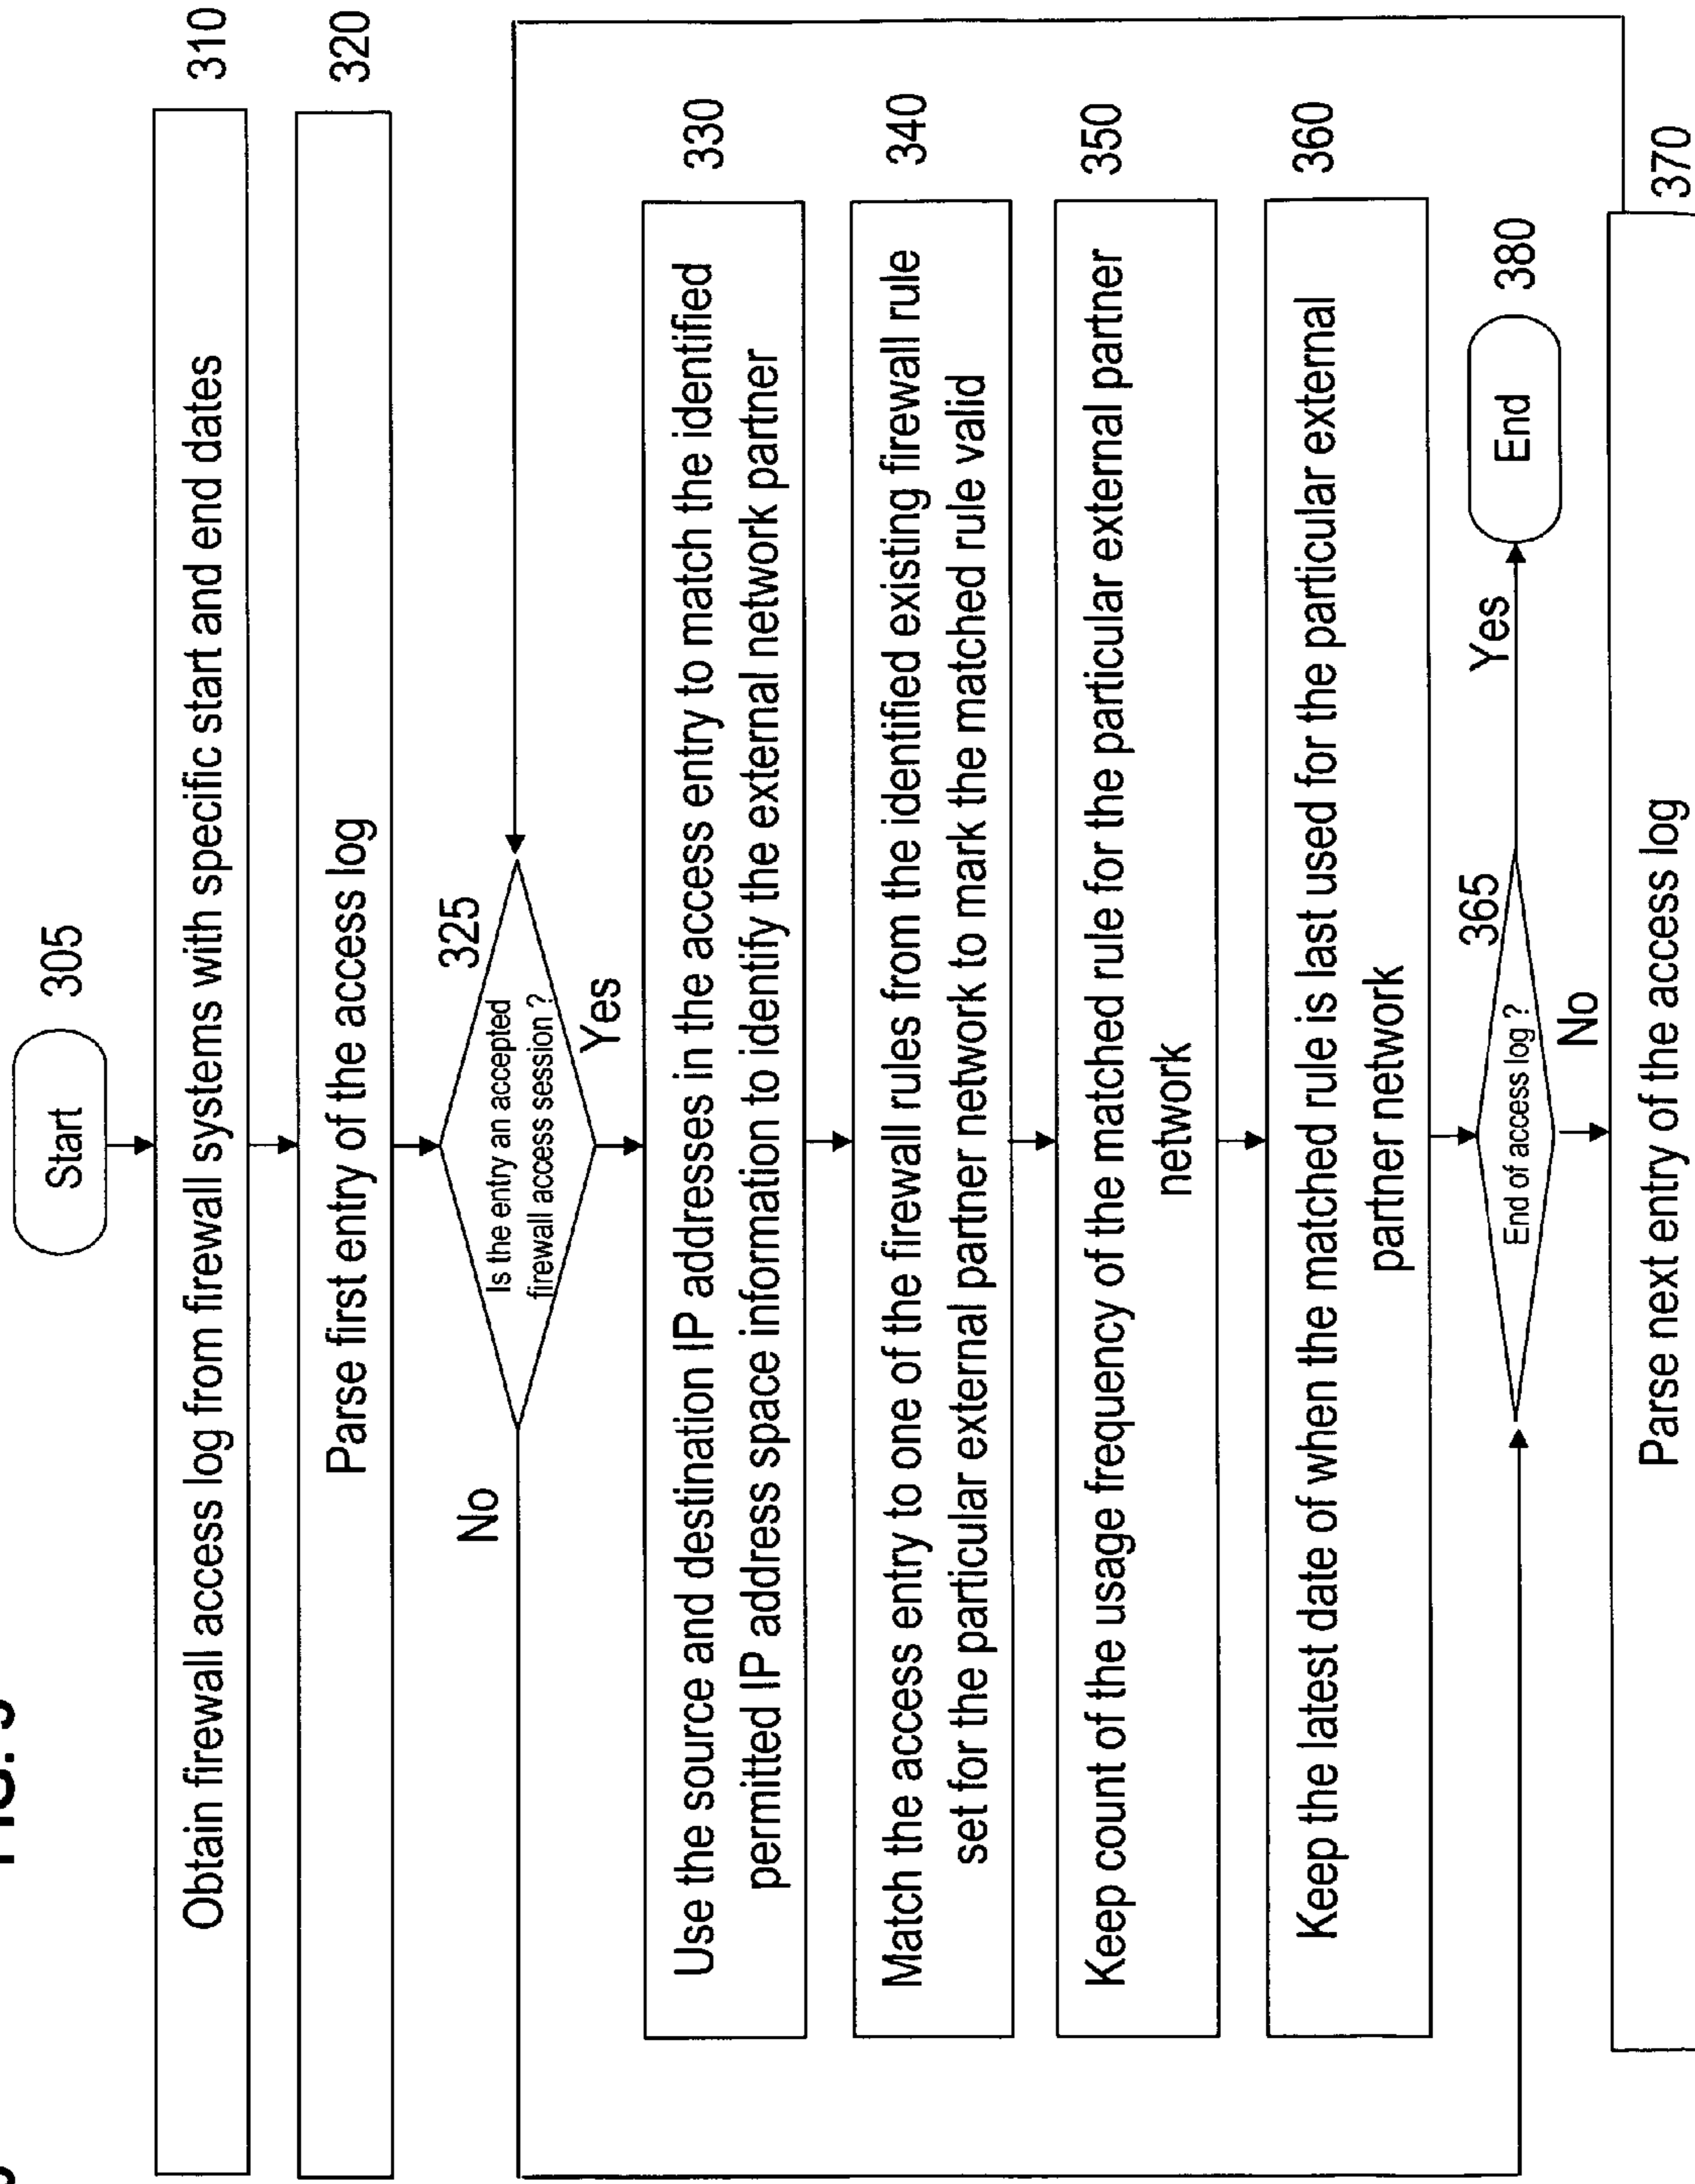 Start
305
Obtain firewall access log from firewall systems with specific start and end dates
310
Parse first entry of the access log
320
325
Is the entry an accepted
firewall access session ?
No
Yes
Use the source and destination IP addresses in the access entry to match the identified
permitted IP address space information to identify the external network partner
330
Match the access entry to one of the firewall rules from the identified existing firewall rule
set for the particular external partner network to mark the matched rule valid
340
Keep count of the usage frequency of the matched rule for the particular external partner
network
350
Keep the latest date of when the matched rule is last used for the particular external
partner network
360
365
End of access log ?
Yes
End
380
No
Parse next entry of the access log
370